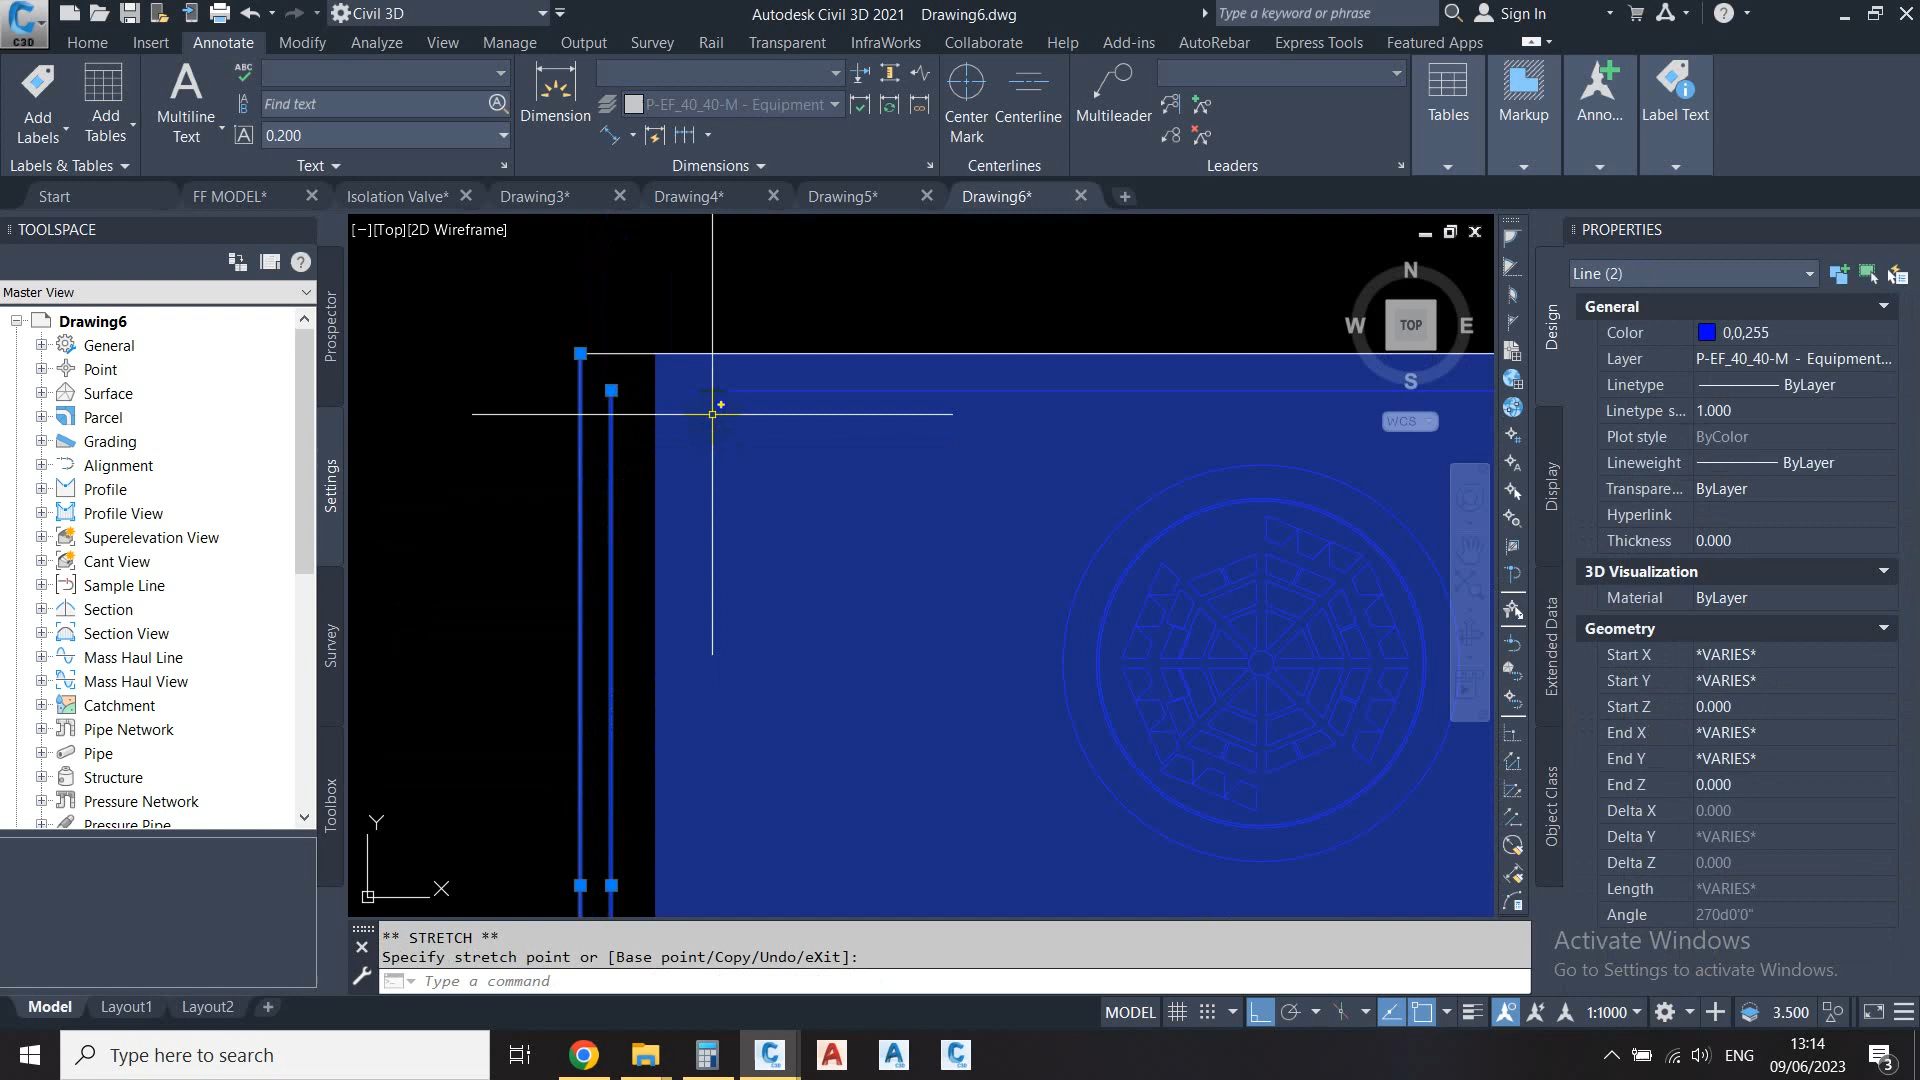 Civil 3D
Autodesk Civil 3D 2021 Drawing6.dwg
Type a keyword or phrase
Sign In
C3D
Home Insert Annotate Modify Analyze View Manage Output Survey Rail Transparent InfraWorks Collaborate Help Add-ins AutoRebar Express Tools Featured Apps
Add Labels
Add Tables
Labels & Tables
Multiline Text
ABC
Find text
0.200
Text
Dimension
P-EF_40_40-M - Equipment
Dimensions
Center Mark
Centerline
Centerlines
Multileader
Leaders
Tables
Markup
Anno...
Label Text
Start
FF MODEL*
Isolation Valve*
Drawing3*
Drawing4*
Drawing5*
Drawing6*
TOOLSPACE
Master View
Drawing6
General
Point
Surface
Parcel
Grading
Alignment
Profile
Profile View
Superelevation View
Cant View
Sample Line
Section
Section View
Mass Haul Line
Mass Haul View
Catchment
Pipe Network
Pipe
Structure
Pressure Network
Pressure Pipe
Prospector
Settings
Survey
Toolbox
[−][Top][2D Wireframe]
N
W TOP E
S
WCS
Y
X
** STRETCH **
Specify stretch point or [Base point/Copy/Undo/eXit]:
Type a command
PROPERTIES
Line (2)
Design
Display
Extended Data
Object Class
General
Color 0,0,255
Layer P-EF_40_40-M - Equipment...
Linetype ByLayer
Linetype s... 1.000
Plot style ByColor
Lineweight ByLayer
Transpare... ByLayer
Hyperlink
Thickness 0.000
3D Visualization
Material ByLayer
Geometry
Start X *VARIES*
Start Y *VARIES*
Start Z 0.000
End X *VARIES*
End Y *VARIES*
End Z 0.000
Delta X 0.000
Delta Y *VARIES*
Delta Z 0.000
Length *VARIES*
Angle 270d0'0"
Activate Windows
Go to Settings to activate Windows.
Model Layout1 Layout2
MODEL
1:1000
3.500
Type here to search
ENG
13:14
09/06/2023
3